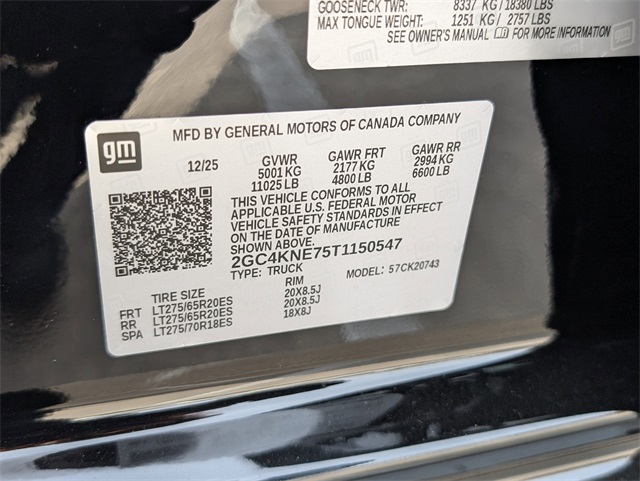 GOOSENECK TWR: 8337 KG / 18380 LBS
MAX TONGUE WEIGHT: 1251 KG / 2757 LBS
SEE OWNER'S MANUAL FOR MORE INFORMATION
gm
MFD BY GENERAL MOTORS OF CANADA COMPANY
12/25 GVWR GAWR FRT GAWR RR
5001 KG 2177 KG 2994 KG
11025 LB 4800 LB 6600 LB
THIS VEHICLE CONFORMS TO ALL
APPLICABLE U.S. FEDERAL MOTOR
VEHICLE SAFETY STANDARDS IN EFFECT
ON THE DATE OF MANUFACTURE
SHOWN ABOVE.
2GC4KNE75T1150547
TYPE: TRUCK MODEL: 57CK20743
TIRE SIZE RIM
FRT LT275/65R20ES 20X8.5J
RR LT275/65R20ES 20X8.5J
SPA LT275/70R18ES 18X8J